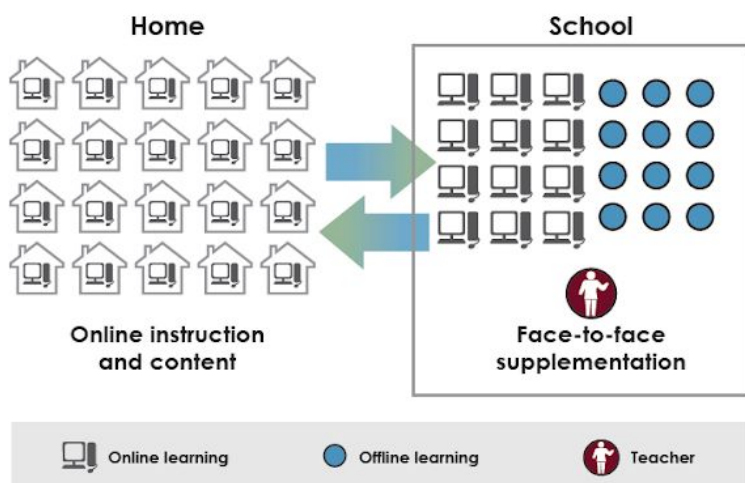 Home
School
Online instruction
and content
Face-to-face
supplementation
Online learning
Offline learning
Teacher